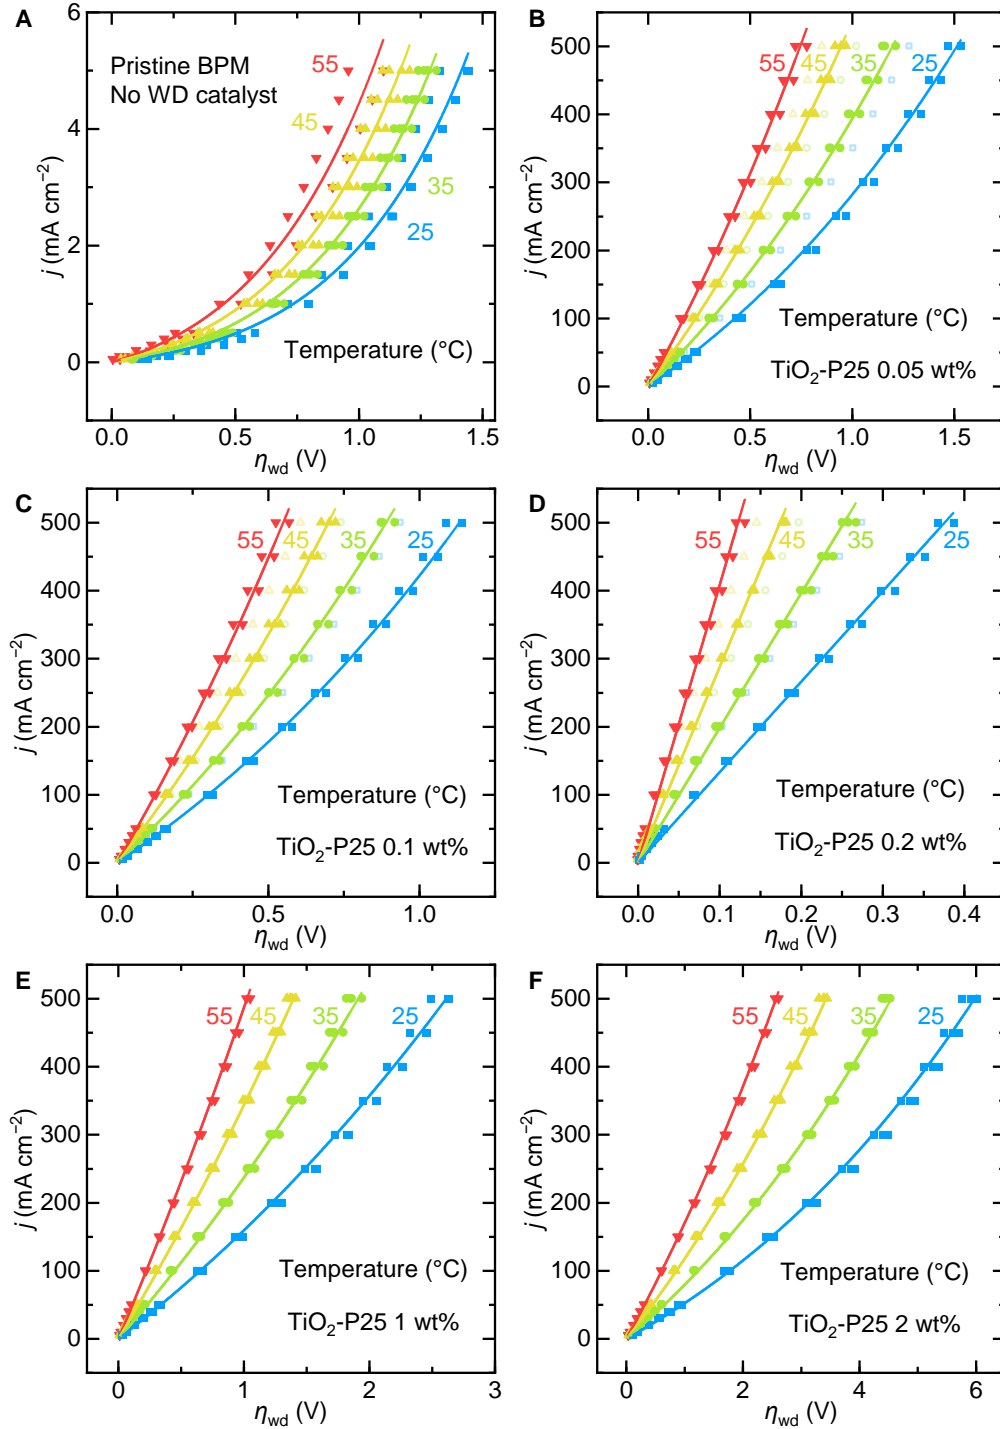 A
Pristine BPM
No WD catalyst
55
45
35
25
Temperature (°C)
j (mA cm⁻²)
0
2
4
6
0.0
0.5
1.0
1.5
η_wd (V)
B
55
45
35
25
Temperature (°C)
TiO₂-P25 0.05 wt%
j (mA cm⁻²)
0
100
200
300
400
500
0.0
0.5
1.0
1.5
η_wd (V)
C
55
45
35
25
Temperature (°C)
TiO₂-P25 0.1 wt%
j (mA cm⁻²)
0
100
200
300
400
500
0.0
0.5
1.0
η_wd (V)
D
55
45
35
25
Temperature (°C)
TiO₂-P25 0.2 wt%
j (mA cm⁻²)
0
100
200
300
400
500
0.0
0.1
0.2
0.3
0.4
η_wd (V)
E
55
45
35
25
Temperature (°C)
TiO₂-P25 1 wt%
j (mA cm⁻²)
0
100
200
300
400
500
0
1
2
3
η_wd (V)
F
55
45
35
25
Temperature (°C)
TiO₂-P25 2 wt%
j (mA cm⁻²)
0
100
200
300
400
500
0
2
4
6
η_wd (V)